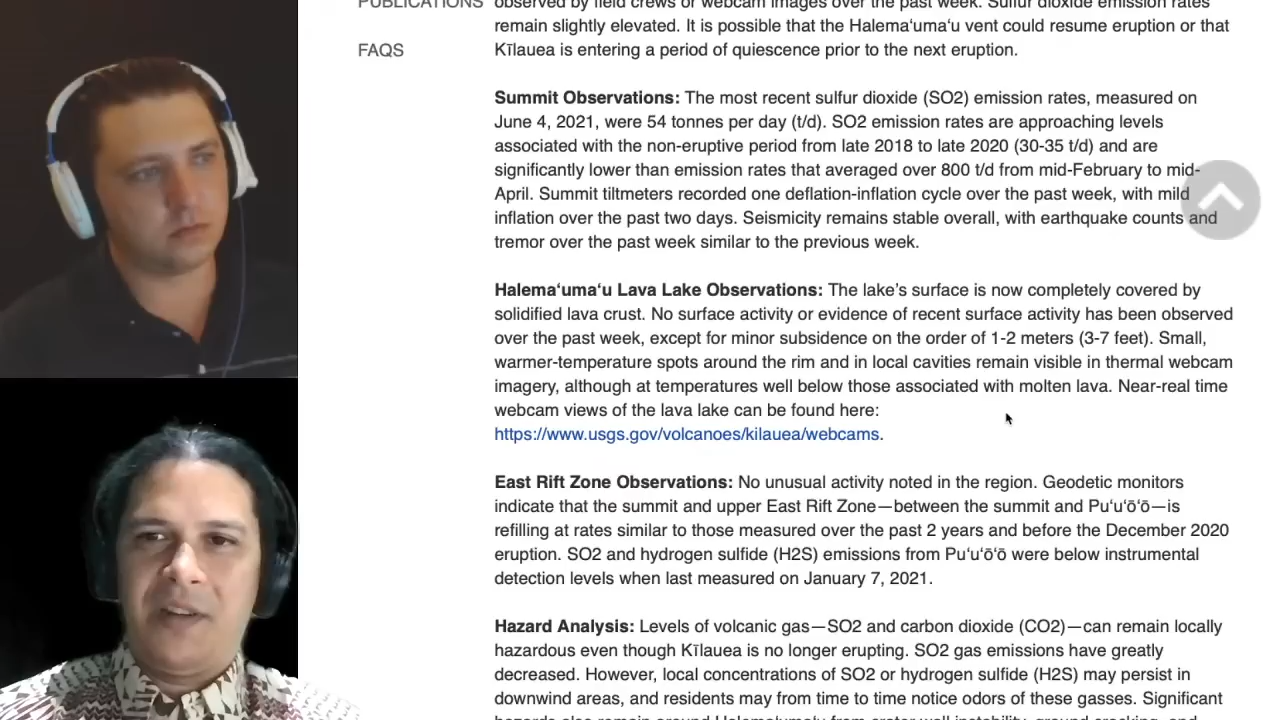 PUBLICATIONS
FAQS
observed by field crews or webcam images over the past week. Sulfur dioxide emission rates
remain slightly elevated. It is possible that the Halemaʻumaʻu vent could resume eruption or that
Kīlauea is entering a period of quiescence prior to the next eruption.
Summit Observations: The most recent sulfur dioxide (SO2) emission rates, measured on
June 4, 2021, were 54 tonnes per day (t/d). SO2 emission rates are approaching levels
associated with the non-eruptive period from late 2018 to late 2020 (30-35 t/d) and are
significantly lower than emission rates that averaged over 800 t/d from mid-February to mid-
April. Summit tiltmeters recorded one deflation-inflation cycle over the past week, with mild
inflation over the past two days. Seismicity remains stable overall, with earthquake counts and
tremor over the past week similar to the previous week.
Halemaʻumaʻu Lava Lake Observations: The lake’s surface is now completely covered by
solidified lava crust. No surface activity or evidence of recent surface activity has been observed
over the past week, except for minor subsidence on the order of 1-2 meters (3-7 feet). Small,
warmer-temperature spots around the rim and in local cavities remain visible in thermal webcam
imagery, although at temperatures well below those associated with molten lava. Near-real time
webcam views of the lava lake can be found here:
https://www.usgs.gov/volcanoes/kilauea/webcams.
East Rift Zone Observations: No unusual activity noted in the region. Geodetic monitors
indicate that the summit and upper East Rift Zone—between the summit and Puʻuʻōʻō—is
refilling at rates similar to those measured over the past 2 years and before the December 2020
eruption. SO2 and hydrogen sulfide (H2S) emissions from Puʻuʻōʻō were below instrumental
detection levels when last measured on January 7, 2021.
Hazard Analysis: Levels of volcanic gas—SO2 and carbon dioxide (CO2)—can remain locally
hazardous even though Kīlauea is no longer erupting. SO2 gas emissions have greatly
decreased. However, local concentrations of SO2 or hydrogen sulfide (H2S) may persist in
downwind areas, and residents may from time to time notice odors of these gasses. Significant
hazards also remain around Halemaʻumaʻu from crater wall instability, ground cracking, and